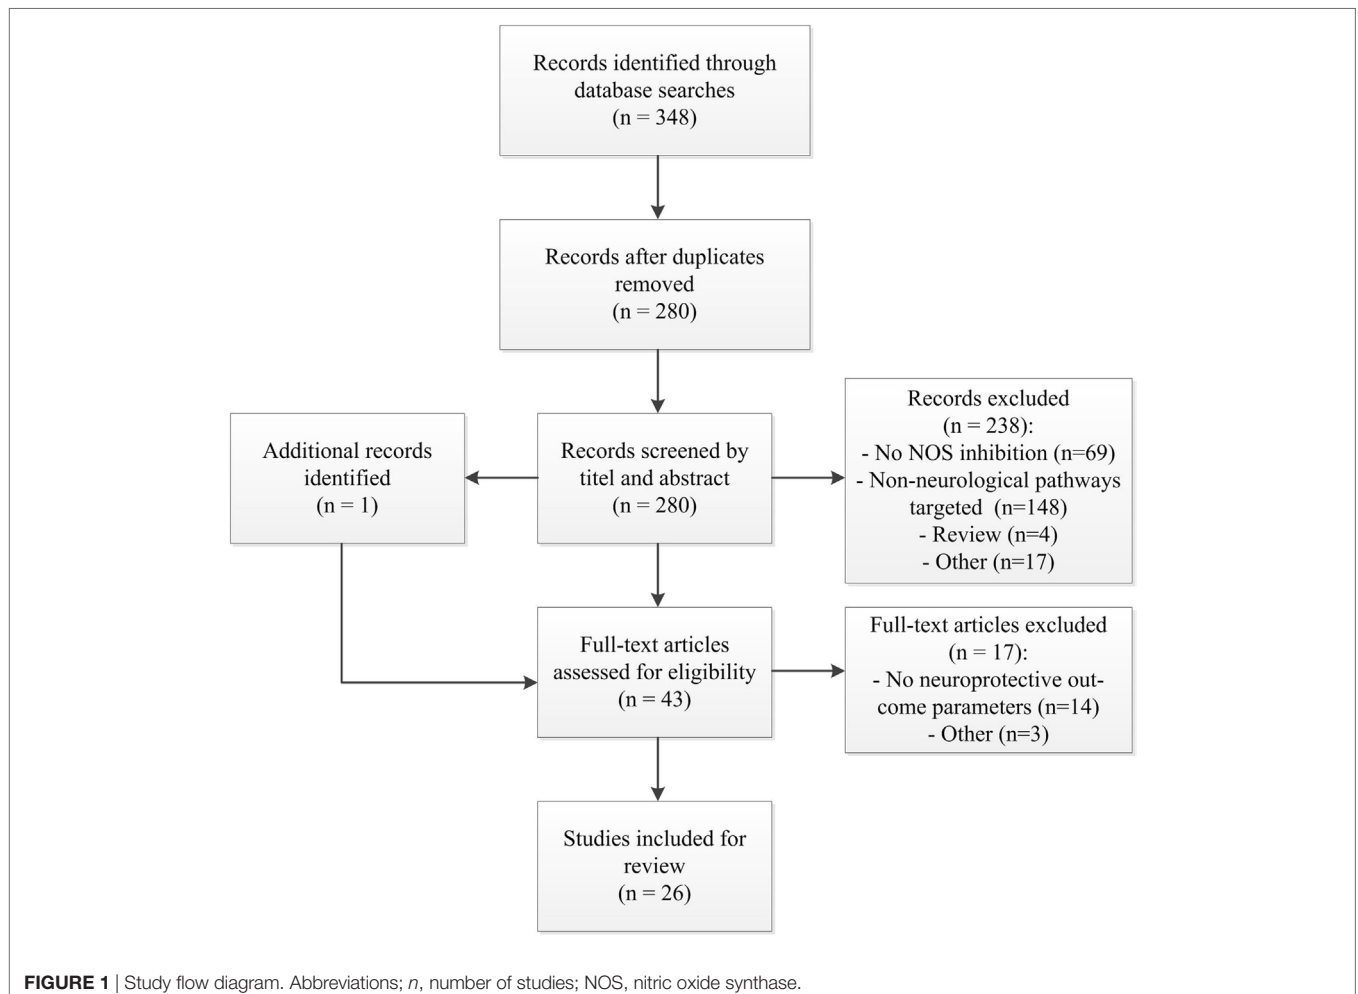 Records identified through
database searches
(n = 348)
Records after duplicates
removed
(n = 280)
Additional records
identified
(n = 1)
Records screened by
titel and abstract
(n = 280)
Records excluded
(n = 238):
- No NOS inhibition (n=69)
- Non-neurological pathways
targeted (n=148)
- Review (n=4)
- Other (n=17)
Full-text articles
assessed for eligibility
(n = 43)
Full-text articles excluded
(n = 17):
- No neuroprotective out-
come parameters (n=14)
- Other (n=3)
Studies included for
review
(n = 26)
FIGURE 1 | Study flow diagram. Abbreviations; n, number of studies; NOS, nitric oxide synthase.